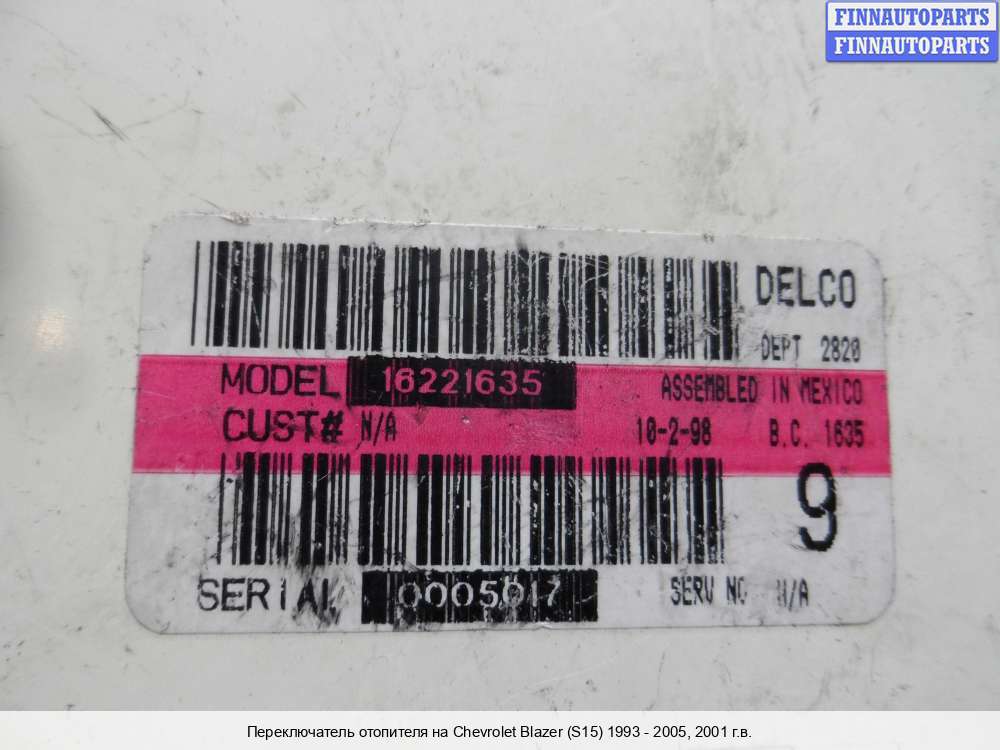 FINNAUTOPARTS
FINNAUTOPARTS
DELCO
DEPT 2820
MODEL 16221635
ASSEMBLED IN MEXICO
CUST# N/A
10-2-98 B.C. 1635
9
SERIAL 0005017
SERV NO N/A
Переключатель отопителя на Chevrolet Blazer (S15) 1993 - 2005, 2001 г.в.